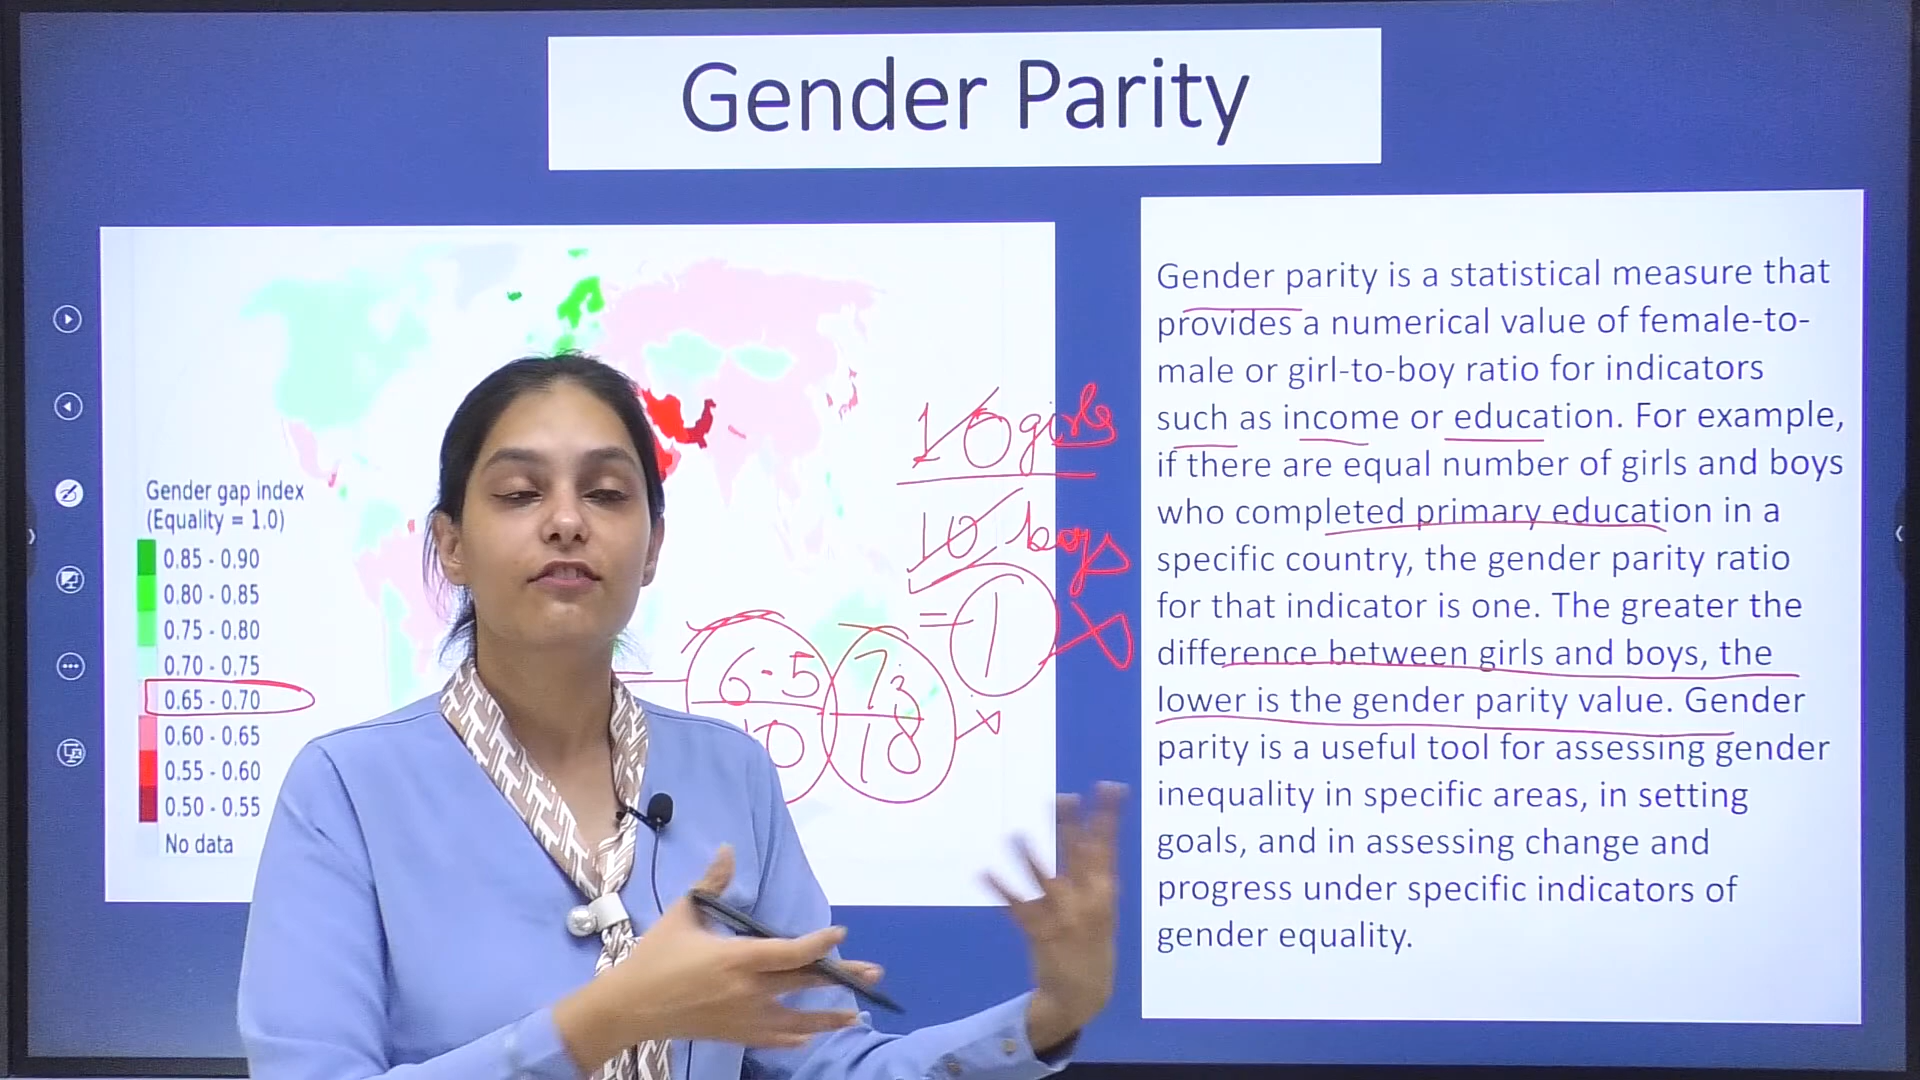 Gender Parity
Gender gap index
(Equality = 1.0)
0.85 - 0.90
0.80 - 0.85
0.75 - 0.80
0.70 - 0.75
0.65 - 0.70
0.60 - 0.65
0.55 - 0.60
0.50 - 0.55
No data
10 girls
10 boys
= 1
6.5
10
7
10
Gender parity is a statistical measure that
provides a numerical value of female-to-
male or girl-to-boy ratio for indicators
such as income or education. For example,
if there are equal number of girls and boys
who completed primary education in a
specific country, the gender parity ratio
for that indicator is one. The greater the
difference between girls and boys, the
lower is the gender parity value. Gender
parity is a useful tool for assessing gender
inequality in specific areas, in setting
goals, and in assessing change and
progress under specific indicators of
gender equality.